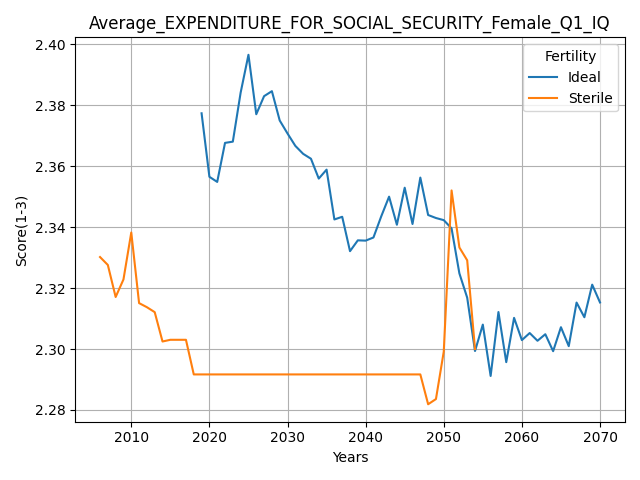 Average_EXPENDITURE_FOR_SOCIAL_SECURITY_Female_Q1_IQ
Fertility
Ideal
Sterile
Score(1-3)
2.40
2.38
2.36
2.34
2.32
2.30
2.28
2010 2020 2030 2040 2050 2060 2070
Years